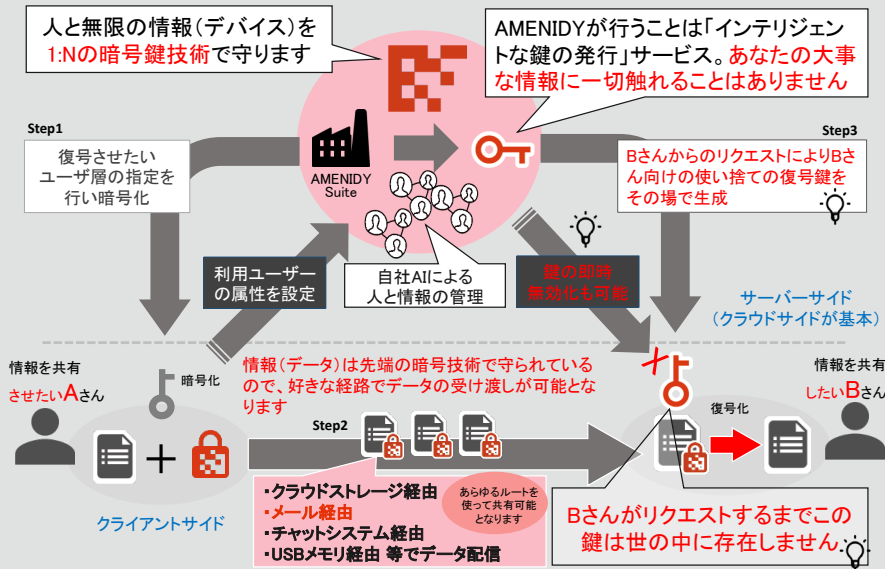 人と無限の情報（デバイス）を
1:Nの暗号鍵技術で守ります
AMENIDYが行うことは「インテリジェン
トな鍵の発行」サービス。あなたの大事
な情報に一切触れることはありません
Step1
復号させたい
ユーザ層の指定を
行い暗号化
AMENIDY
Suite
Step3
BさんからのリクエストによりBさ
ん向けの使い捨ての復号鍵を
その場で生成
利用ユーザー
の属性を設定
自社AIによる
人と情報の管理
鍵の即時
無効化も可能
サーバーサイド
（クラウドサイドが基本）
情報を共有
させたいAさん
暗号化
情報（データ）は先端の暗号技術で守られている
ので、好きな経路でデータの受け渡しが可能とな
ります
情報を共有
したいBさん
復号化
Step2
クライアントサイド
・クラウドストレージ経由
・メール経由
・チャットシステム経由
・USBメモリ経由 等でデータ配信
あらゆるルートを
使って共有可能
となります
Bさんがリクエストするまでこの
鍵は世の中に存在しません